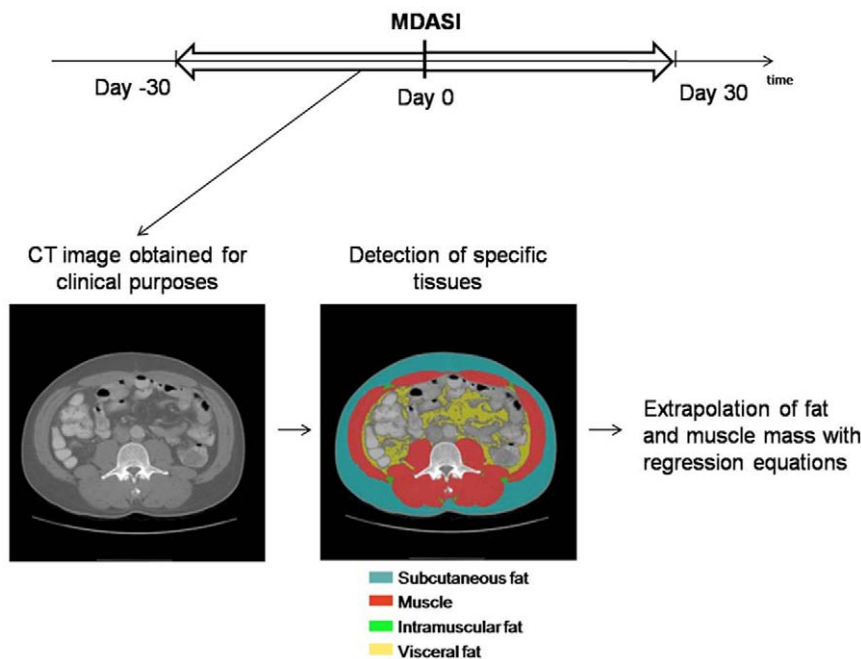 MDASI
Day -30
Day 0
Day 30
time
CT image obtained for
clinical purposes
Detection of specific
tissues
Extrapolation of fat
and muscle mass with
regression equations
Subcutaneous fat
Muscle
Intramuscular fat
Visceral fat